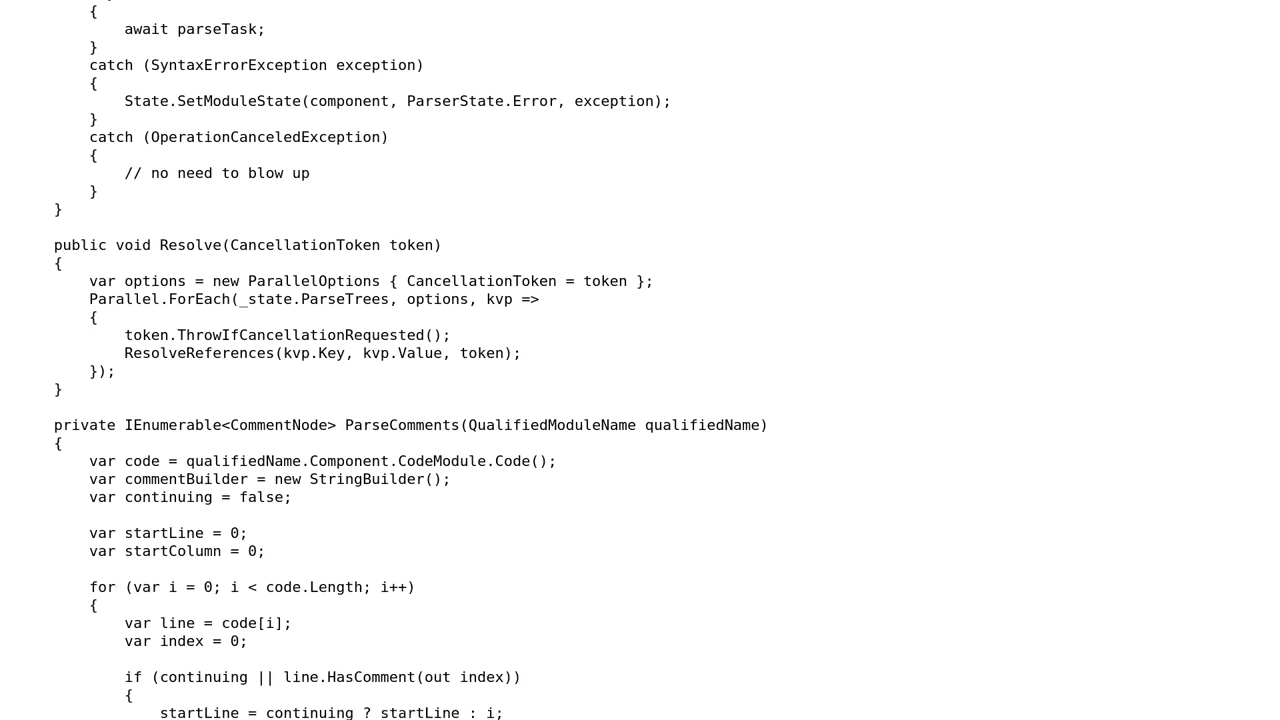 {
await parseTask;
}
catch (SyntaxErrorException exception)
{
State.SetModuleState(component, ParserState.Error, exception);
}
catch (OperationCanceledException)
{
// no need to blow up
}
}
public void Resolve(CancellationToken token)
{
var options = new ParallelOptions { CancellationToken = token };
Parallel.ForEach(_state.ParseTrees, options, kvp =>
{
token.ThrowIfCancellationRequested();
ResolveReferences(kvp.Key, kvp.Value, token);
});
}
private IEnumerable<CommentNode> ParseComments(QualifiedModuleName qualifiedName)
{
var code = qualifiedName.Component.CodeModule.Code();
var commentBuilder = new StringBuilder();
var continuing = false;
var startLine = 0;
var startColumn = 0;
for (var i = 0; i < code.Length; i++)
{
var line = code[i];
var index = 0;
if (continuing || line.HasComment(out index))
{
startLine = continuing ? startLine : i;